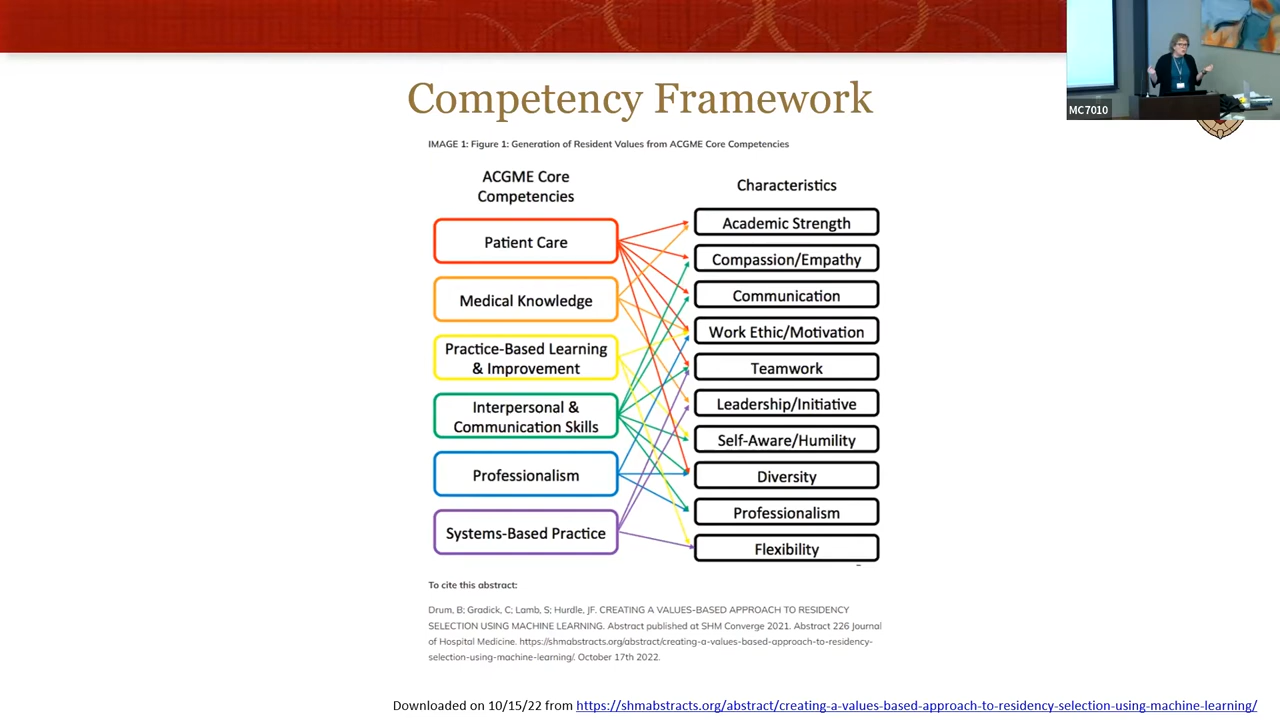 MC7010
Competency Framework
IMAGE 1: Figure 1: Generation of Resident Values from ACGME Core Competencies
ACGME Core
Competencies
Patient Care
Medical Knowledge
Practice-Based Learning
& Improvement
Interpersonal &
Communication Skills
Professionalism
Systems-Based Practice
Characteristics
Academic Strength
Compassion/Empathy
Communication
Work Ethic/Motivation
Teamwork
Leadership/Initiative
Self-Aware/Humility
Diversity
Professionalism
Flexibility
To cite this abstract:
Drum, B; Gradick, C; Lamb, S; Hurdle, JF. CREATING A VALUES-BASED APPROACH TO RESIDENCY
SELECTION USING MACHINE LEARNING. Abstract published at SHM Converge 2021. Abstract 226 Journal
of Hospital Medicine. https://shmabstracts.org/abstract/creating-a-values-based-approach-to-residency-
selection-using-machine-learning/. October 17th 2022.
Downloaded on 10/15/22 from https://shmabstracts.org/abstract/creating-a-values-based-approach-to-residency-selection-using-machine-learning/